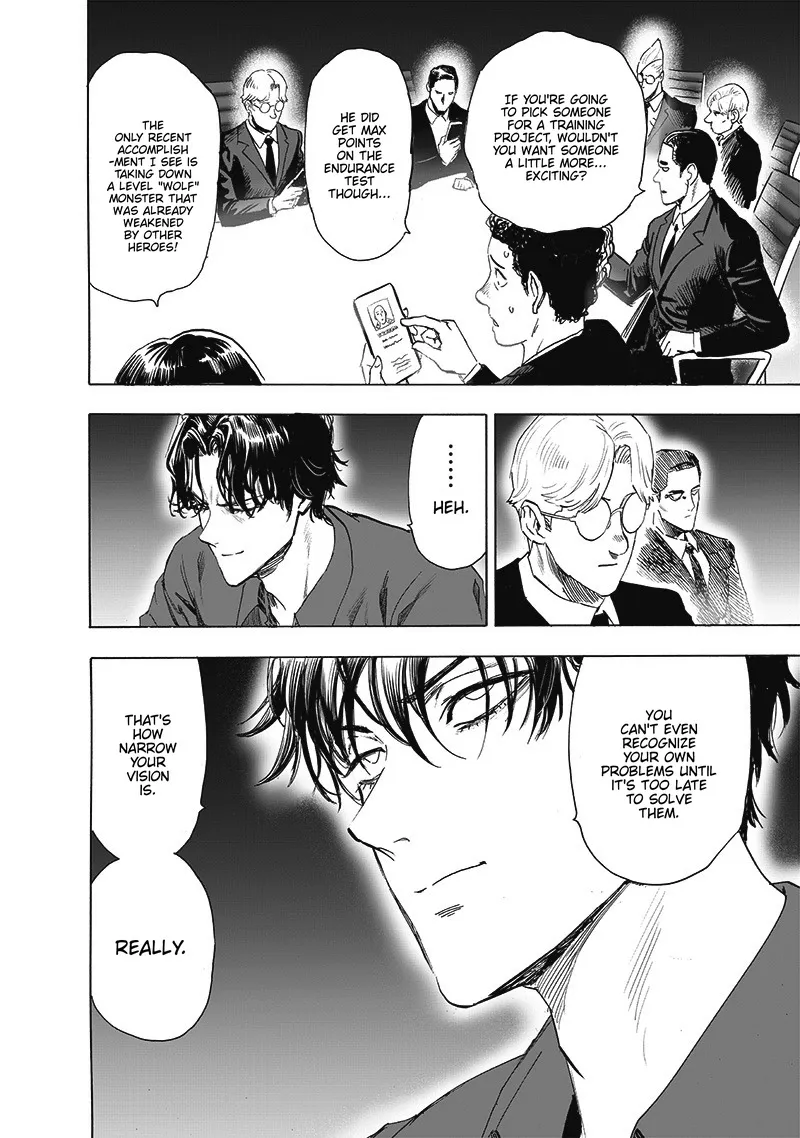 IF YOU'RE GOING
TO PICK SOMEONE
FOR A TRAINING
PROJECT, WOULDN'T
YOU WANT SOMEONE
A LITTLE MORE...
EXCITING?
HE DID
GET MAX
POINTS
ON THE
ENDURANCE
TEST
THOUGH...
THE
ONLY RECENT
ACCOMPLISH
-MENT I SEE IS
TAKING DOWN
A LEVEL "WOLF"
MONSTER THAT
WAS ALREADY
WEAKENED
BY OTHER
HEROES!
......
HEH.
YOU
CAN'T EVEN
RECOGNIZE
YOUR OWN
PROBLEMS UNTIL
IT'S TOO LATE
TO SOLVE
THEM.
THAT'S
HOW
NARROW
YOUR
VISION
IS.
REALLY.